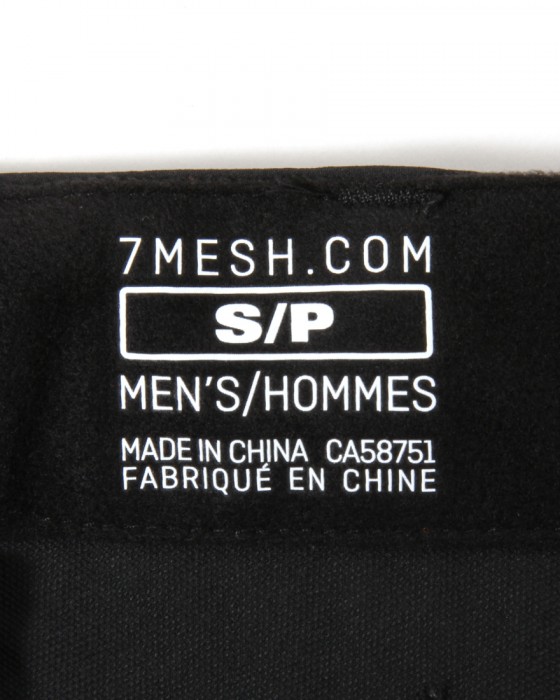 7MESH.COM
S/P
MEN'S/HOMMES
MADE IN CHINA CA58751
FABRIQUÉ EN CHINE